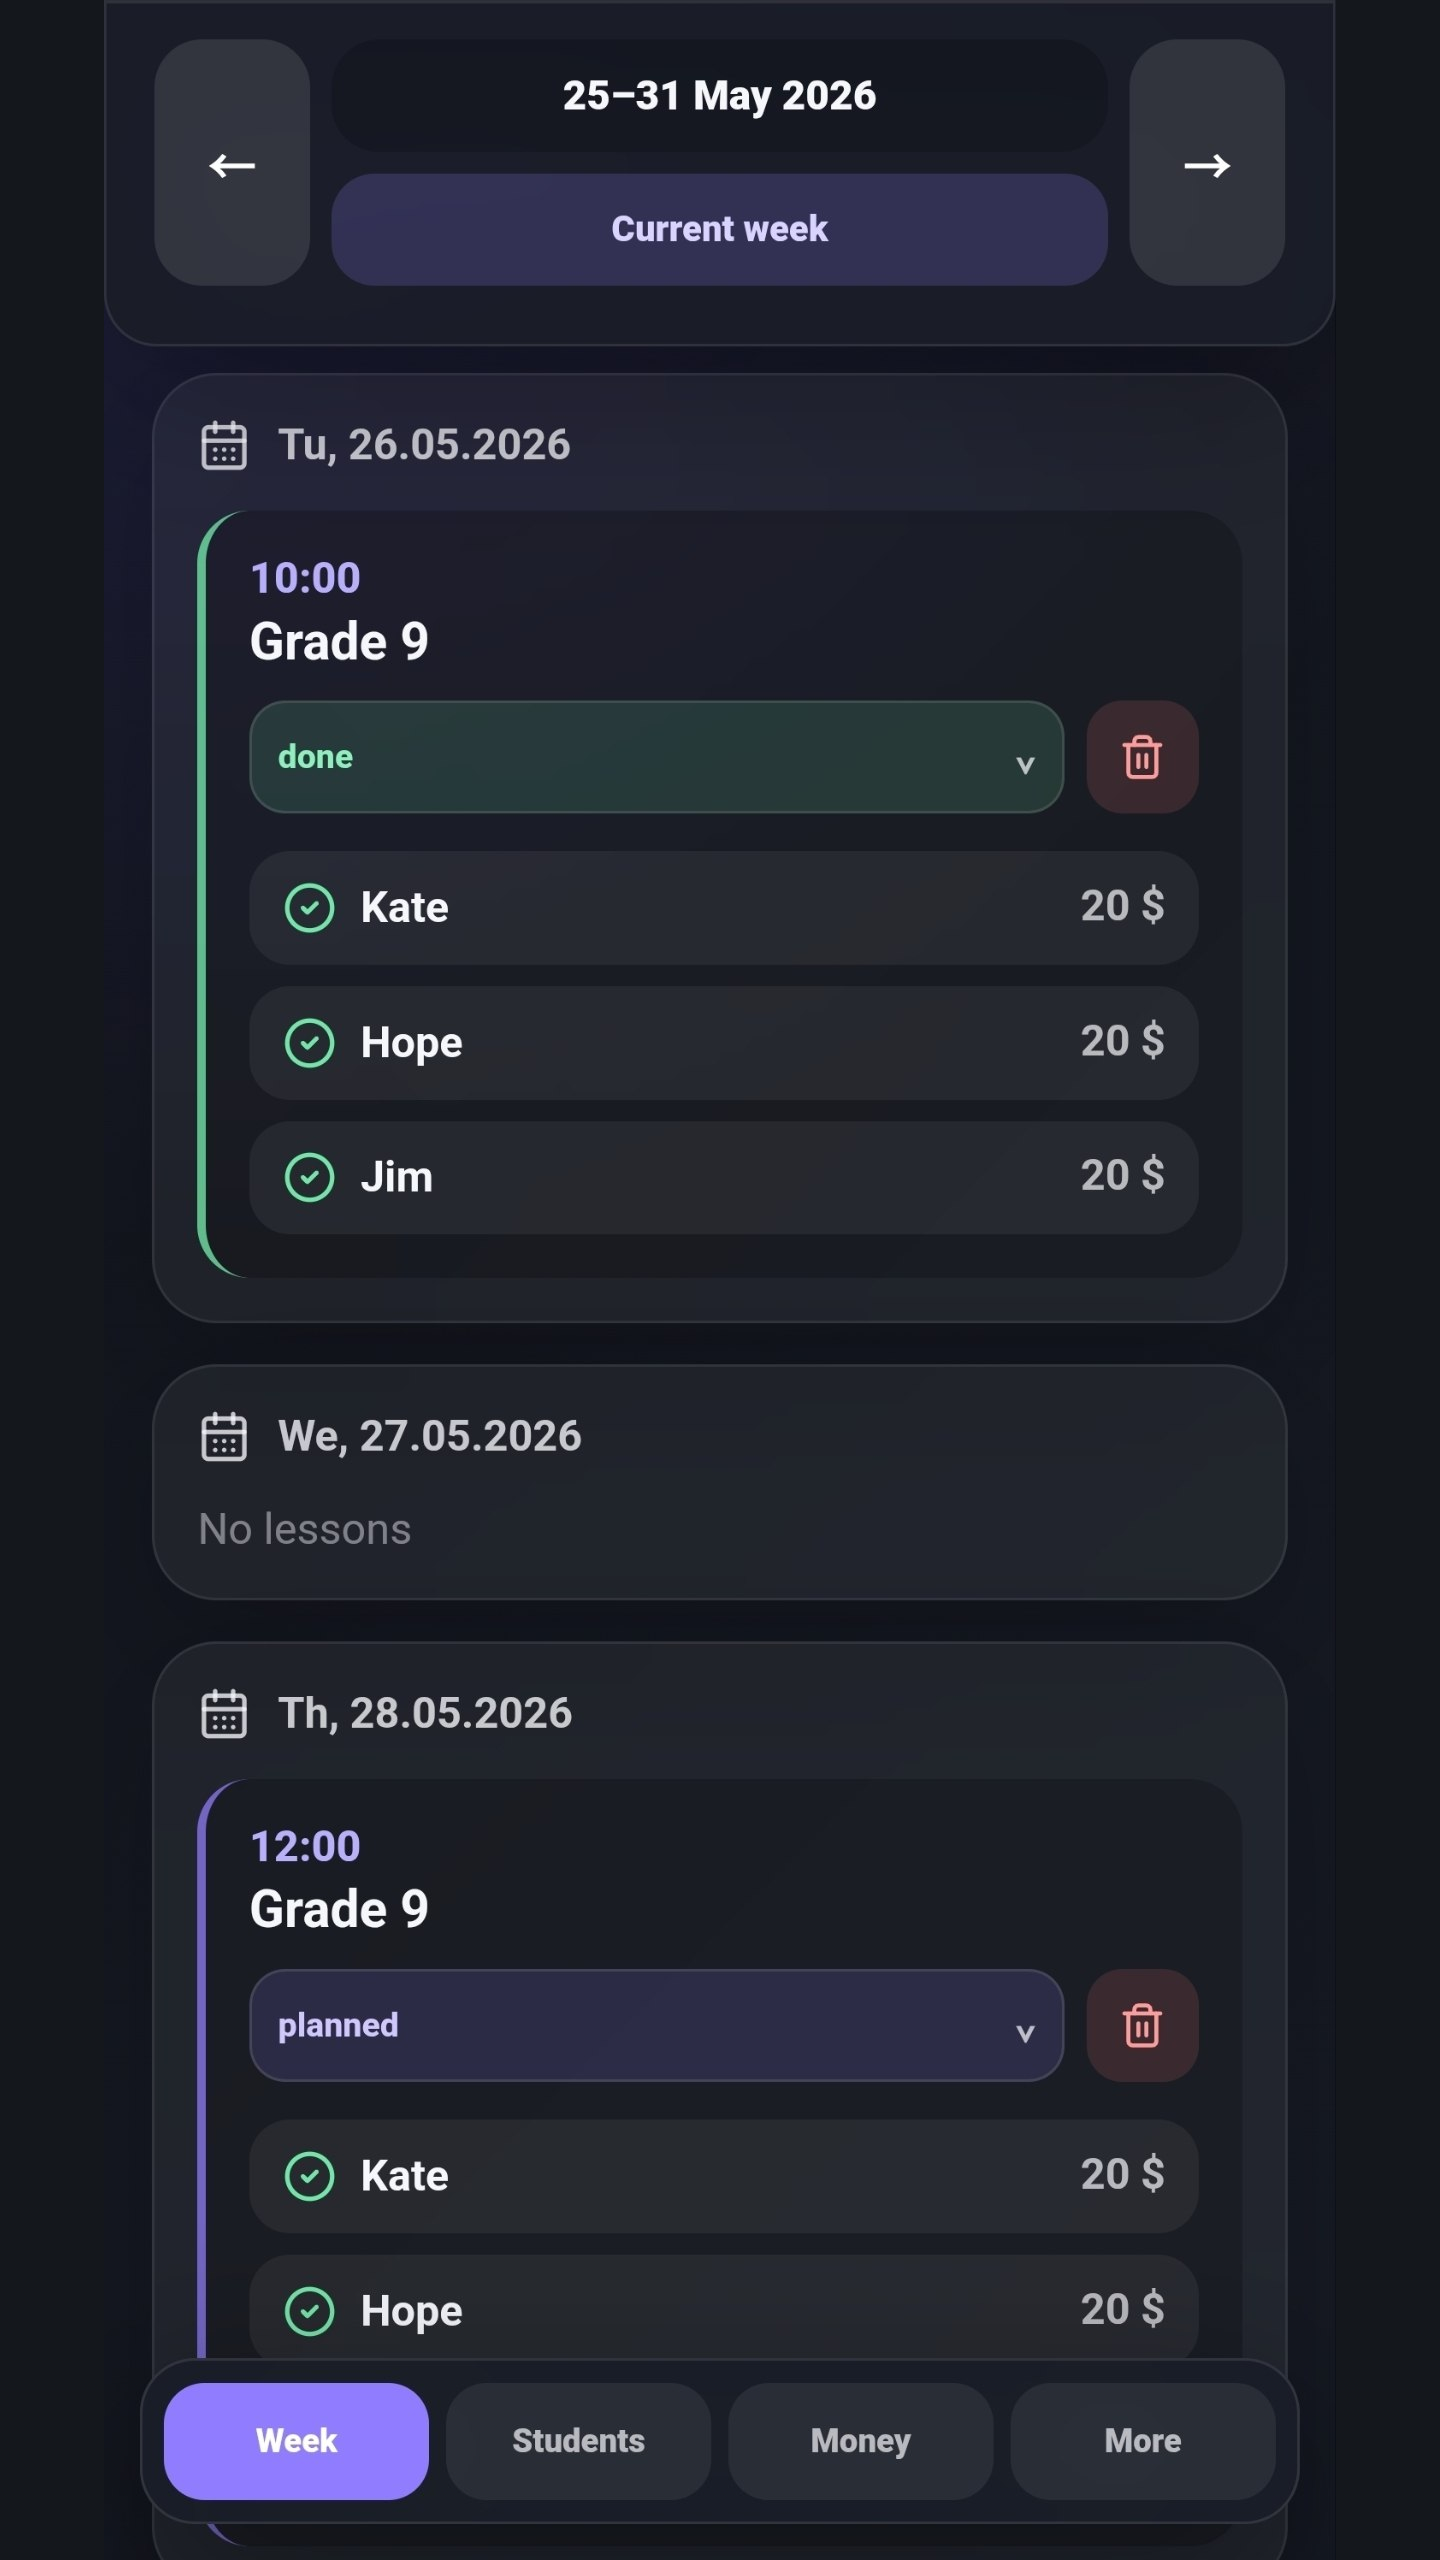 25–31 May 2026
Current week
Tu, 26.05.2026
10:00
Grade 9
done
Kate 20 $
Hope 20 $
Jim 20 $
We, 27.05.2026
No lessons
Th, 28.05.2026
12:00
Grade 9
planned
Kate 20 $
Hope 20 $
Week Students Money More